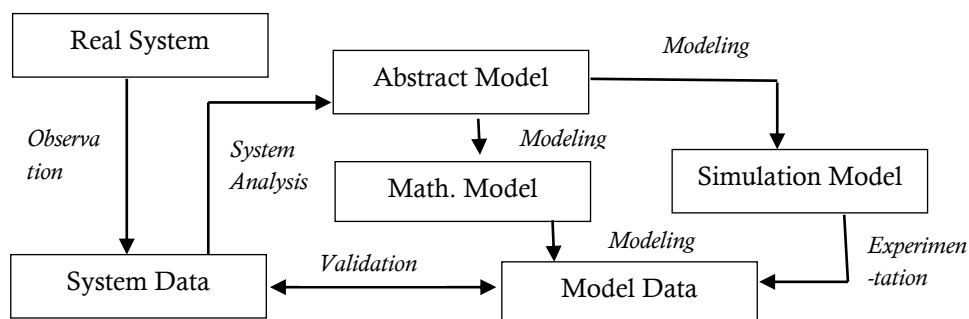 Real System
Modeling
Abstract Model
Observa
tion
System
Analysis
Modeling
Math. Model
Simulation Model
Modeling
Experimen
-tation
Validation
System Data
Model Data